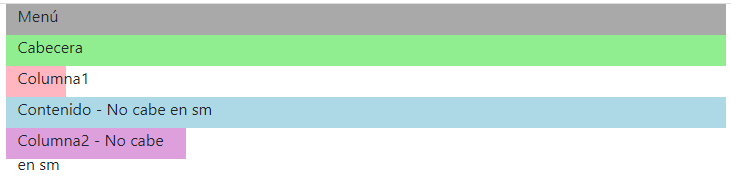 Menú
Cabecera
Columna1
Contenido - No cabe en sm
Columna2 - No cabe
en sm